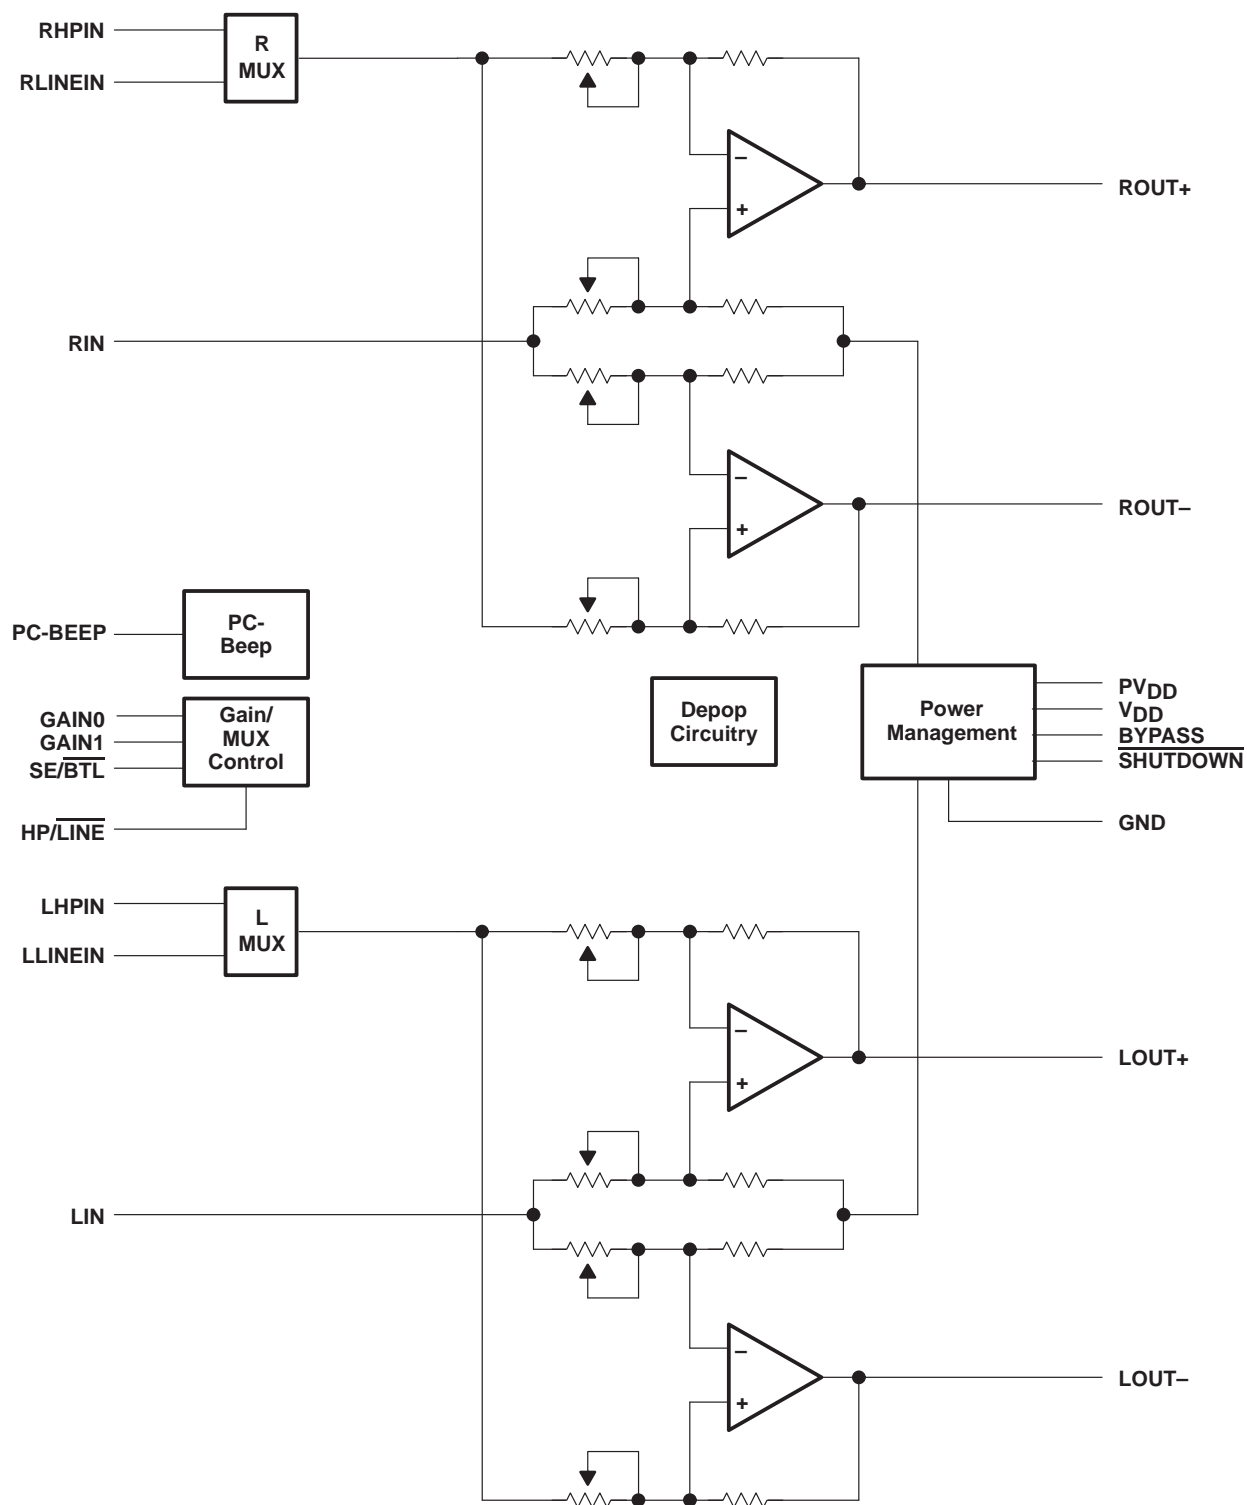 RHPIN
R
MUX
RLINEIN
–
ROUT+
+
RIN
–
ROUT–
+
PC-BEEP
PC-
Beep
GAIN0
GAIN1
SE/BTL
Gain/
MUX
Control
HP/LINE
Depop
Circuitry
Power
Management
PVDD
VDD
BYPASS
SHUTDOWN
GND
LHPIN
L
MUX
LLINEIN
–
LOUT+
+
LIN
–
LOUT–
+